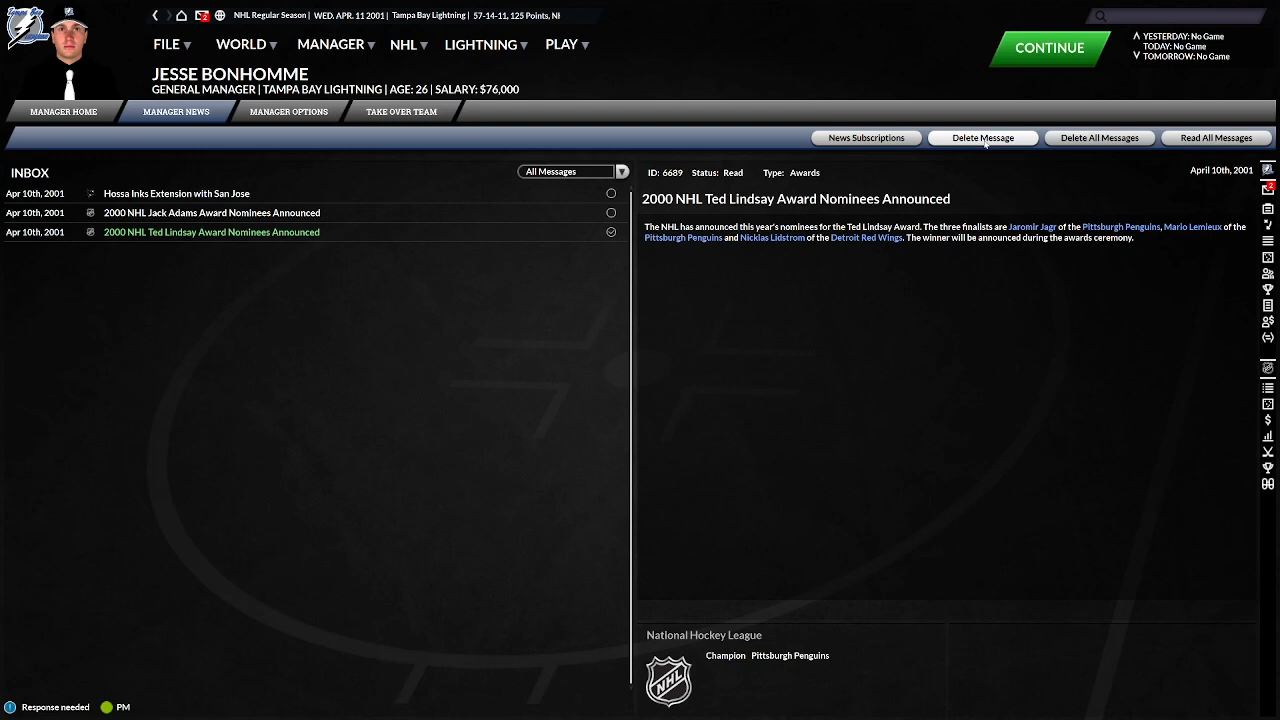 NHL Regular Season | WED. APR. 11 2001 | Tampa Bay Lightning | 57-14-11, 125 Points, NI
2
FILE WORLD MANAGER NHL LIGHTNING PLAY
CONTINUE
YESTERDAY: No Game
TODAY: No Game
TOMORROW: No Game
JESSE BONHOMME
GENERAL MANAGER | TAMPA BAY LIGHTNING | AGE: 26 | SALARY: $76,000
MANAGER HOME MANAGER NEWS MANAGER OPTIONS TAKE OVER TEAM
News Subscriptions Delete Message Delete All Messages Read All Messages
INBOX
All Messages
Apr 10th, 2001 Hossa Inks Extension with San Jose
Apr 10th, 2001 2000 NHL Jack Adams Award Nominees Announced
Apr 10th, 2001 2000 NHL Ted Lindsay Award Nominees Announced
ID: 6689 Status: Read Type: Awards
April 10th, 2001
2
2000 NHL Ted Lindsay Award Nominees Announced
The NHL has announced this year's nominees for the Ted Lindsay Award. The three finalists are Jaromir Jagr of the Pittsburgh Penguins, Mario Lemieux of the
Pittsburgh Penguins and Nicklas Lidstrom of the Detroit Red Wings. The winner will be announced during the awards ceremony.
National Hockey League
NHL
Champion Pittsburgh Penguins
Response needed PM